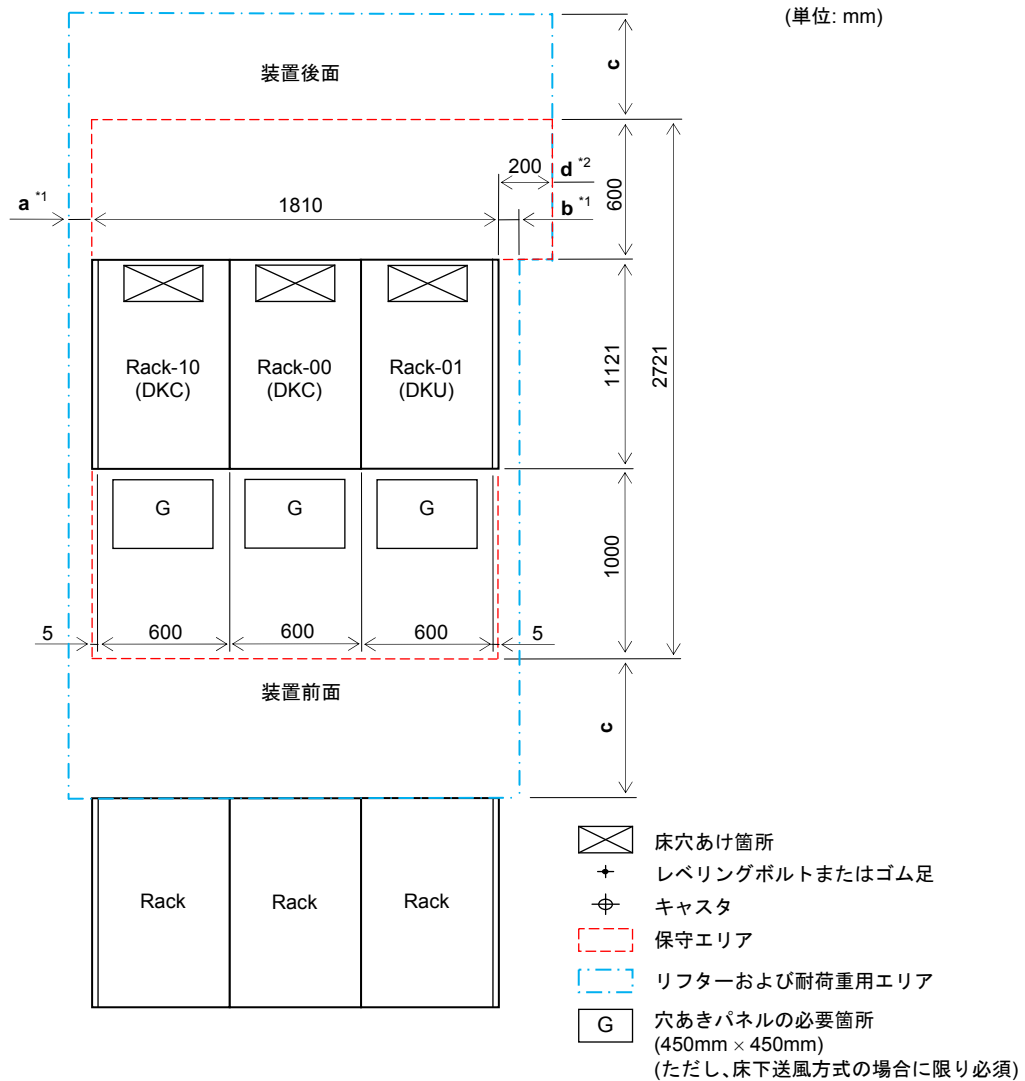 (単位: mm)
c
装置後面
200
d *2
600
a *1
1810
b *1
Rack-10
(DKC)
Rack-00
(DKC)
Rack-01
(DKU)
1121
2721
G
G
G
1000
5
600
600
600
5
装置前面
c
Rack
Rack
Rack
床穴あけ箇所
レベリングボルトまたはゴム足
キャスタ
保守エリア
リフターおよび耐荷重用エリア
G
穴あきパネルの必要箇所
(450mm × 450mm)
(ただし、床下送風方式の場合に限り必須)